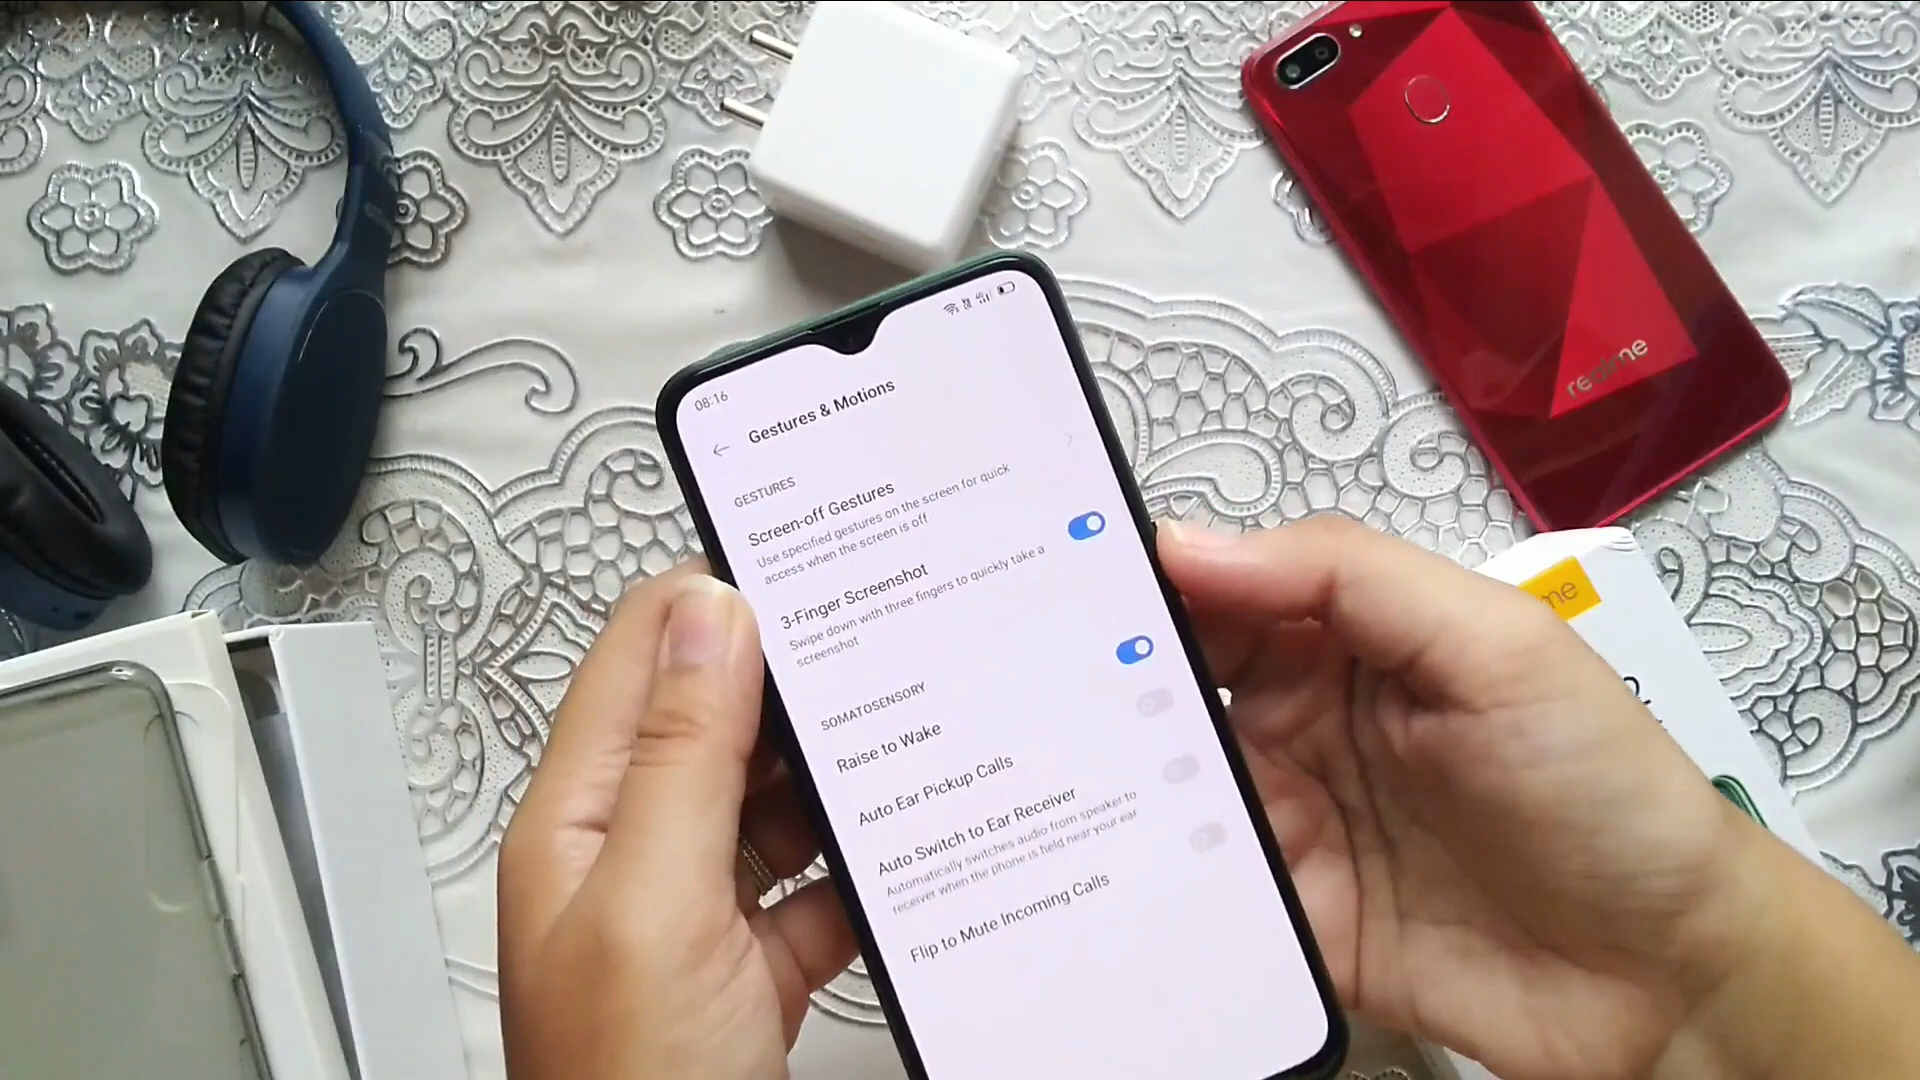 realme
08:16
Gestures & Motions
GESTURES
Screen-off Gestures
Use specified gestures on the screen for quick
access when the screen is off
3-Finger Screenshot
Swipe down with three fingers to quickly take a
screenshot
SOMATOSENSORY
Raise to Wake
Auto Ear Pickup Calls
Auto Switch to Ear Receiver
Automatically switches audio from speaker to
receiver when the phone is held near your ear
Flip to Mute Incoming Calls
me